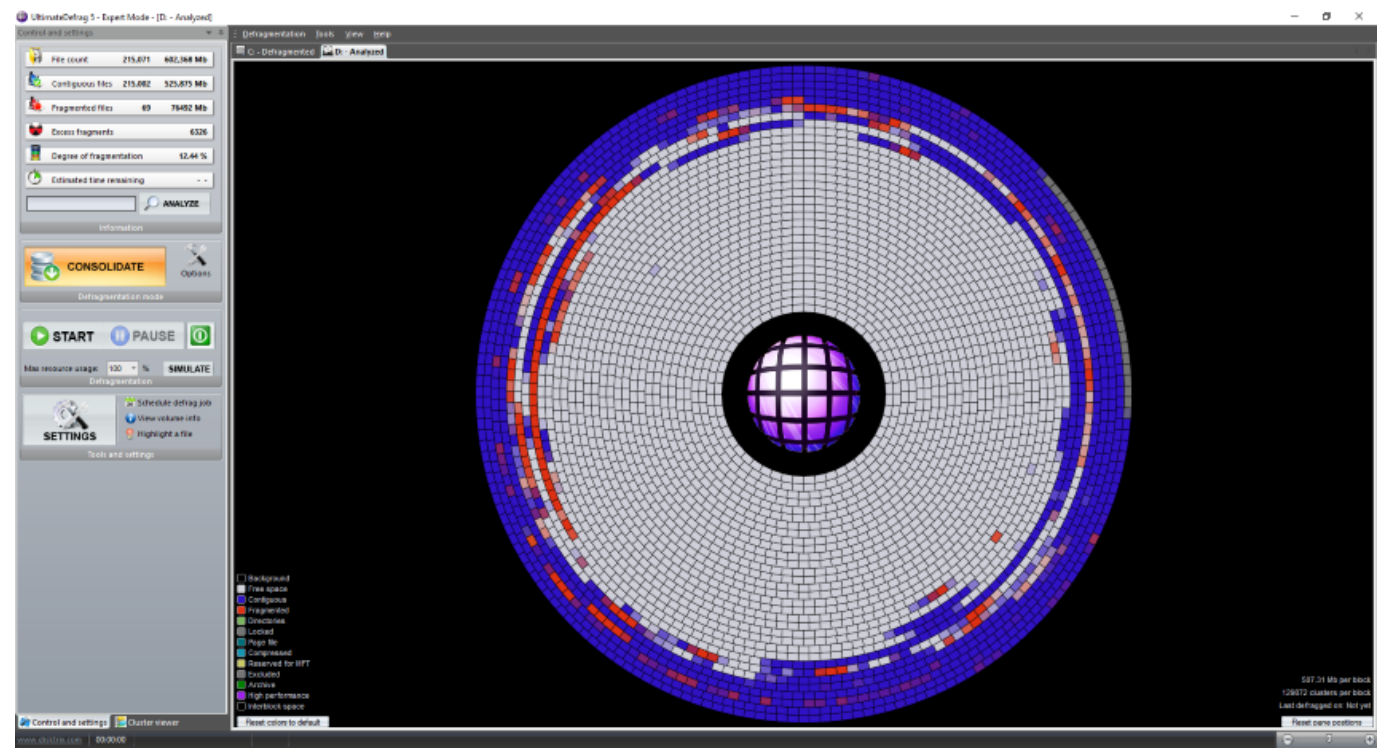 UltimateDefrag 5 - Expert Mode - [D: - Analyzed]
Control and settings
Defragmentation Tools View Help
C: - Defragmented D: - Analyzed
File count 215,071 602,368 Mb
Contiguous files 215,002 525,875 Mb
Fragmented files 69 76492 Mb
Excess fragments 6326
Degree of fragmentation 12.44 %
Estimated time remaining - -
ANALYZE
Information
CONSOLIDATE
Options
Defragmentation mode
START PAUSE
Max resource usage: 100 % SIMULATE
Defragmentation
SETTINGS
Schedule defrag job
View volume info
Highlight a file
Tools and settings
Background
Free space
Contiguous
Fragmented
Directories
Locked
Page file
Compressed
Reserved for MFT
Excluded
Archive
High performance
Interblock space
Reset colors to default
507.31 Mb per block
129872 clusters per block
Last defragged on: Not yet
Reset pane positions
Control and settings Cluster viewer
www.disktrix.com 00:00:00